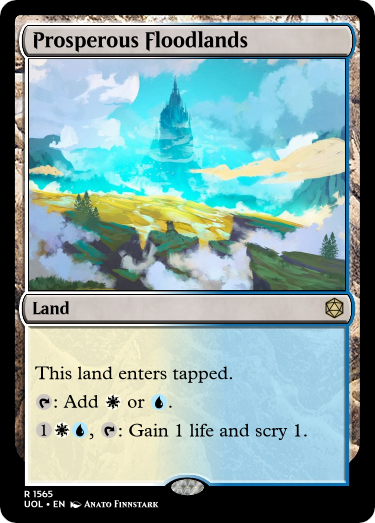 Prosperous Floodlands
Land
This land enters tapped.
: Add or .
1 , : Gain 1 life and scry 1.
R 1565
UOL • EN Anato Finnstark